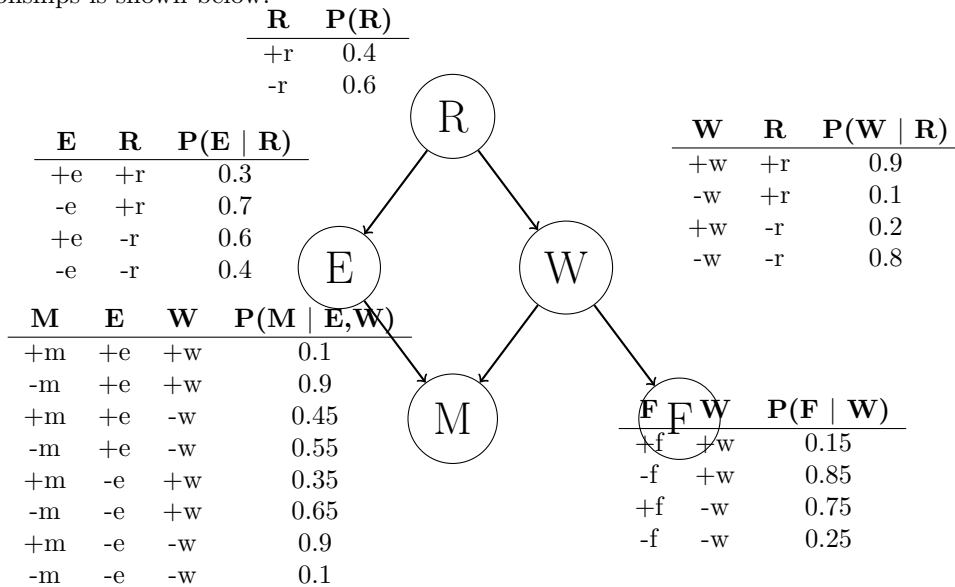 onships is shown below:
R P(R)
+r 0.4
-r 0.6
R
E R P(E | R)
+e +r 0.3
-e +r 0.7
+e -r 0.6
-e -r 0.4
W R P(W | R)
+w +r 0.9
-w +r 0.1
+w -r 0.2
-w -r 0.8
E
W
M E W P(M | E,W)
+m +e +w 0.1
-m +e +w 0.9
+m +e -w 0.45
-m +e -w 0.55
+m -e +w 0.35
-m -e +w 0.65
+m -e -w 0.9
-m -e -w 0.1
M
F
F W P(F | W)
+f +w 0.15
-f +w 0.85
+f -w 0.75
-f -w 0.25